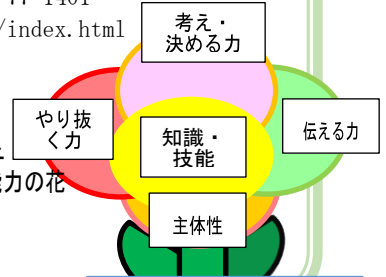 /index.html
考え・
決める力
やり抜
く力
知識・
技能
伝える力
力の花
主体性